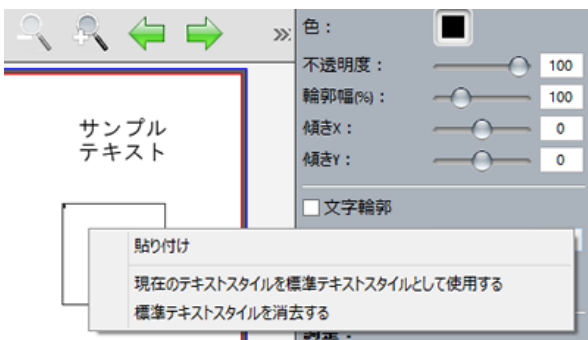 色：
不透明度：
100
輪郭幅(%)：
100
傾きX：
0
傾きY：
0
サンプル
テキスト
文字輪郭
貼り付け
現在のテキストスタイルを標準テキストスタイルとして使用する
標準テキストスタイルを消去する
調整：